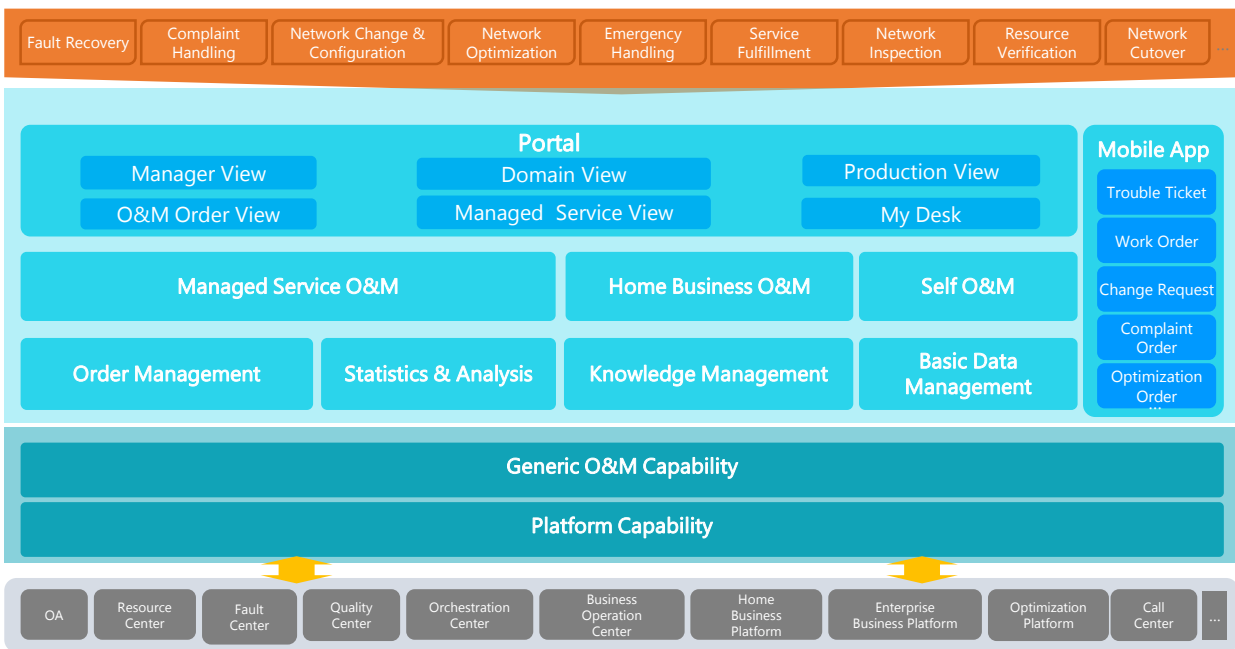 Fault Recovery
Complaint
Handling
Network Change &
Configuration
Network
Optimization
Emergency
Handling
Service
Fulfillment
Network
Inspection
Resource
Verification
Network
Cutover
...
Portal
Manager View
Domain View
Production View
O&M Order View
Managed Service View
My Desk
Mobile App
Trouble Ticket
Work Order
Change Request
Complaint
Order
Optimization
Order
...
Managed Service O&M
Home Business O&M
Self O&M
Order Management
Statistics & Analysis
Knowledge Management
Basic Data
Management
Generic O&M Capability
Platform Capability
OA
Resource
Center
Fault
Center
Quality
Center
Orchestration
Center
Business
Operation
Center
Home
Business
Platform
Enterprise
Business Platform
Optimization
Platform
Call
Center
...